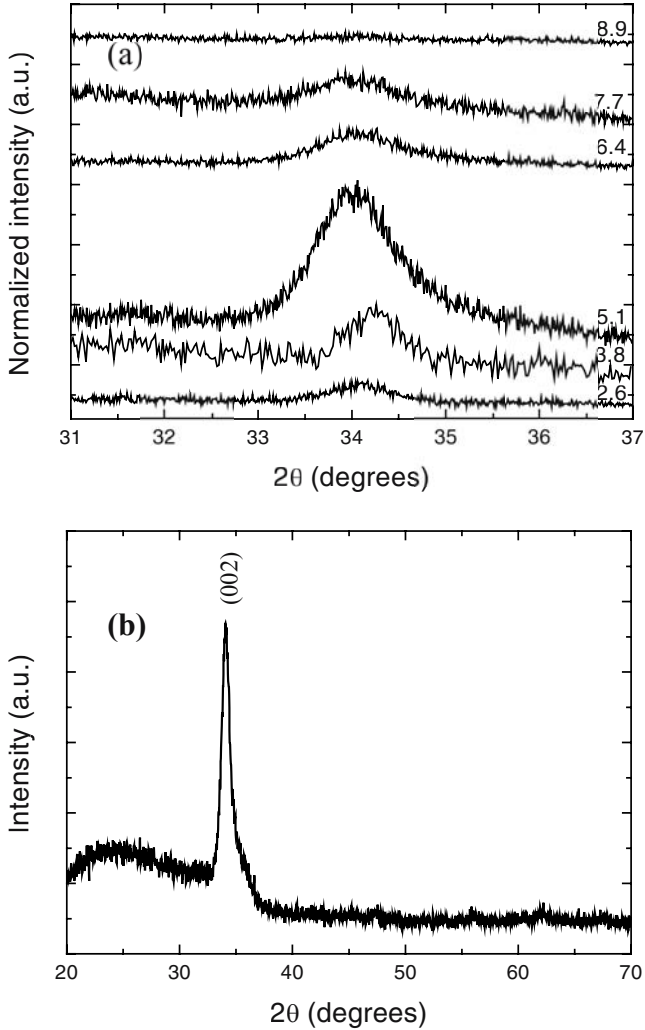 (a)
Normalized intensity (a.u.)
8.9
7.7
6.4
5.1
3.8
2.6
31 32 33 34 35 36 37
2θ (degrees)
(002)
(b)
Intensity (a.u.)
20 30 40 50 60 70
2θ (degrees)